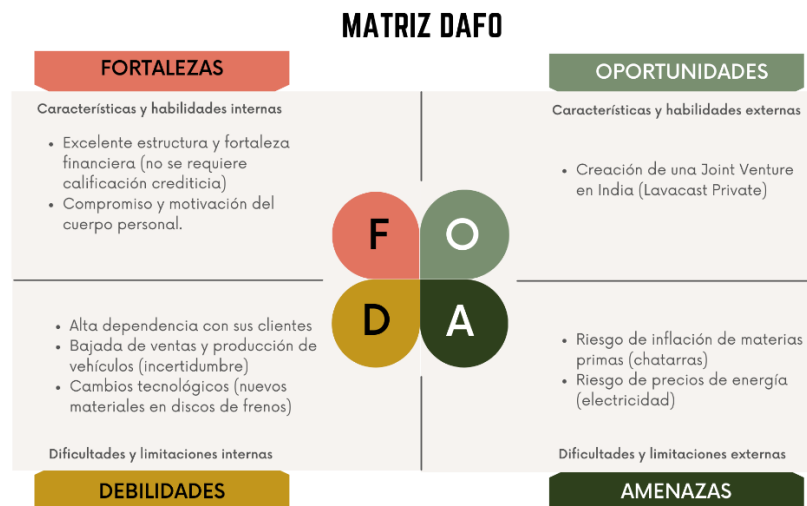 MATRIZ DAFO
FORTALEZAS
Características y habilidades internas
• Excelente estructura y fortaleza
financiera (no se requiere
calificación crediticia)
• Compromiso y motivación del
cuerpo personal.
OPORTUNIDADES
Características y habilidades externas
• Creación de una Joint Venture
en India (Lavacast Private)
F
O
D
A
• Alta dependencia con sus clientes
• Bajada de ventas y producción de
vehículos (incertidumbre)
• Cambios tecnológicos (nuevos
materiales en discos de frenos)
Dificultades y limitaciones internas
DEBILIDADES
• Riesgo de inflación de materias
primas (chatarras)
• Riesgo de precios de energía
(electricidad)
Dificultades y limitaciones externas
AMENAZAS